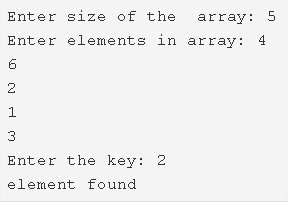 Enter size of the  array: 5
Enter elements in array: 4
6
2
1
3
Enter the key: 2
element found